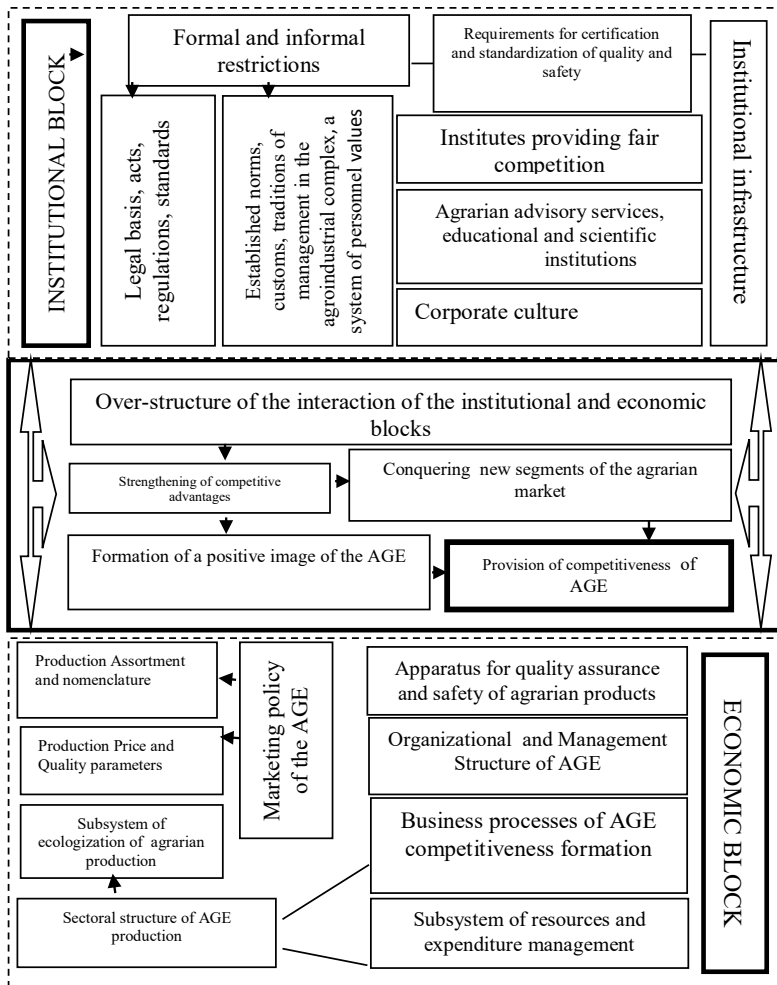 INSTITUTIONAL BLOCK
Formal and informal
restrictions
Requirements for certification
and standardization of quality and
safety
Institutional
infrastructure
Legal basis, acts,
regulations, standards
Established norms,
customs, traditions of
management in the
agroindustrial complex, a
system of personnel values
Institutes providing fair
competition
Agrarian advisory services,
educational and scientific
institutions
Corporate culture
Over-structure of the interaction of the institutional and economic
blocks
Strengthening of competitive
advantages
Conquering new segments of the agrarian
market
Formation of a positive image of the AGE
Provision of competitiveness of
AGE
Production Assortment
and nomenclature
Production Price and
Quality parameters
Marketing policy
of the AGE
Subsystem of
ecologization of agrarian
production
Sectoral structure of AGE
production
Apparatus for quality assurance
and safety of agrarian products
Organizational and Management
Structure of AGE
Business processes of AGE
competitiveness formation
Subsystem of resources and
expenditure management
ECONOMIC BLOCK